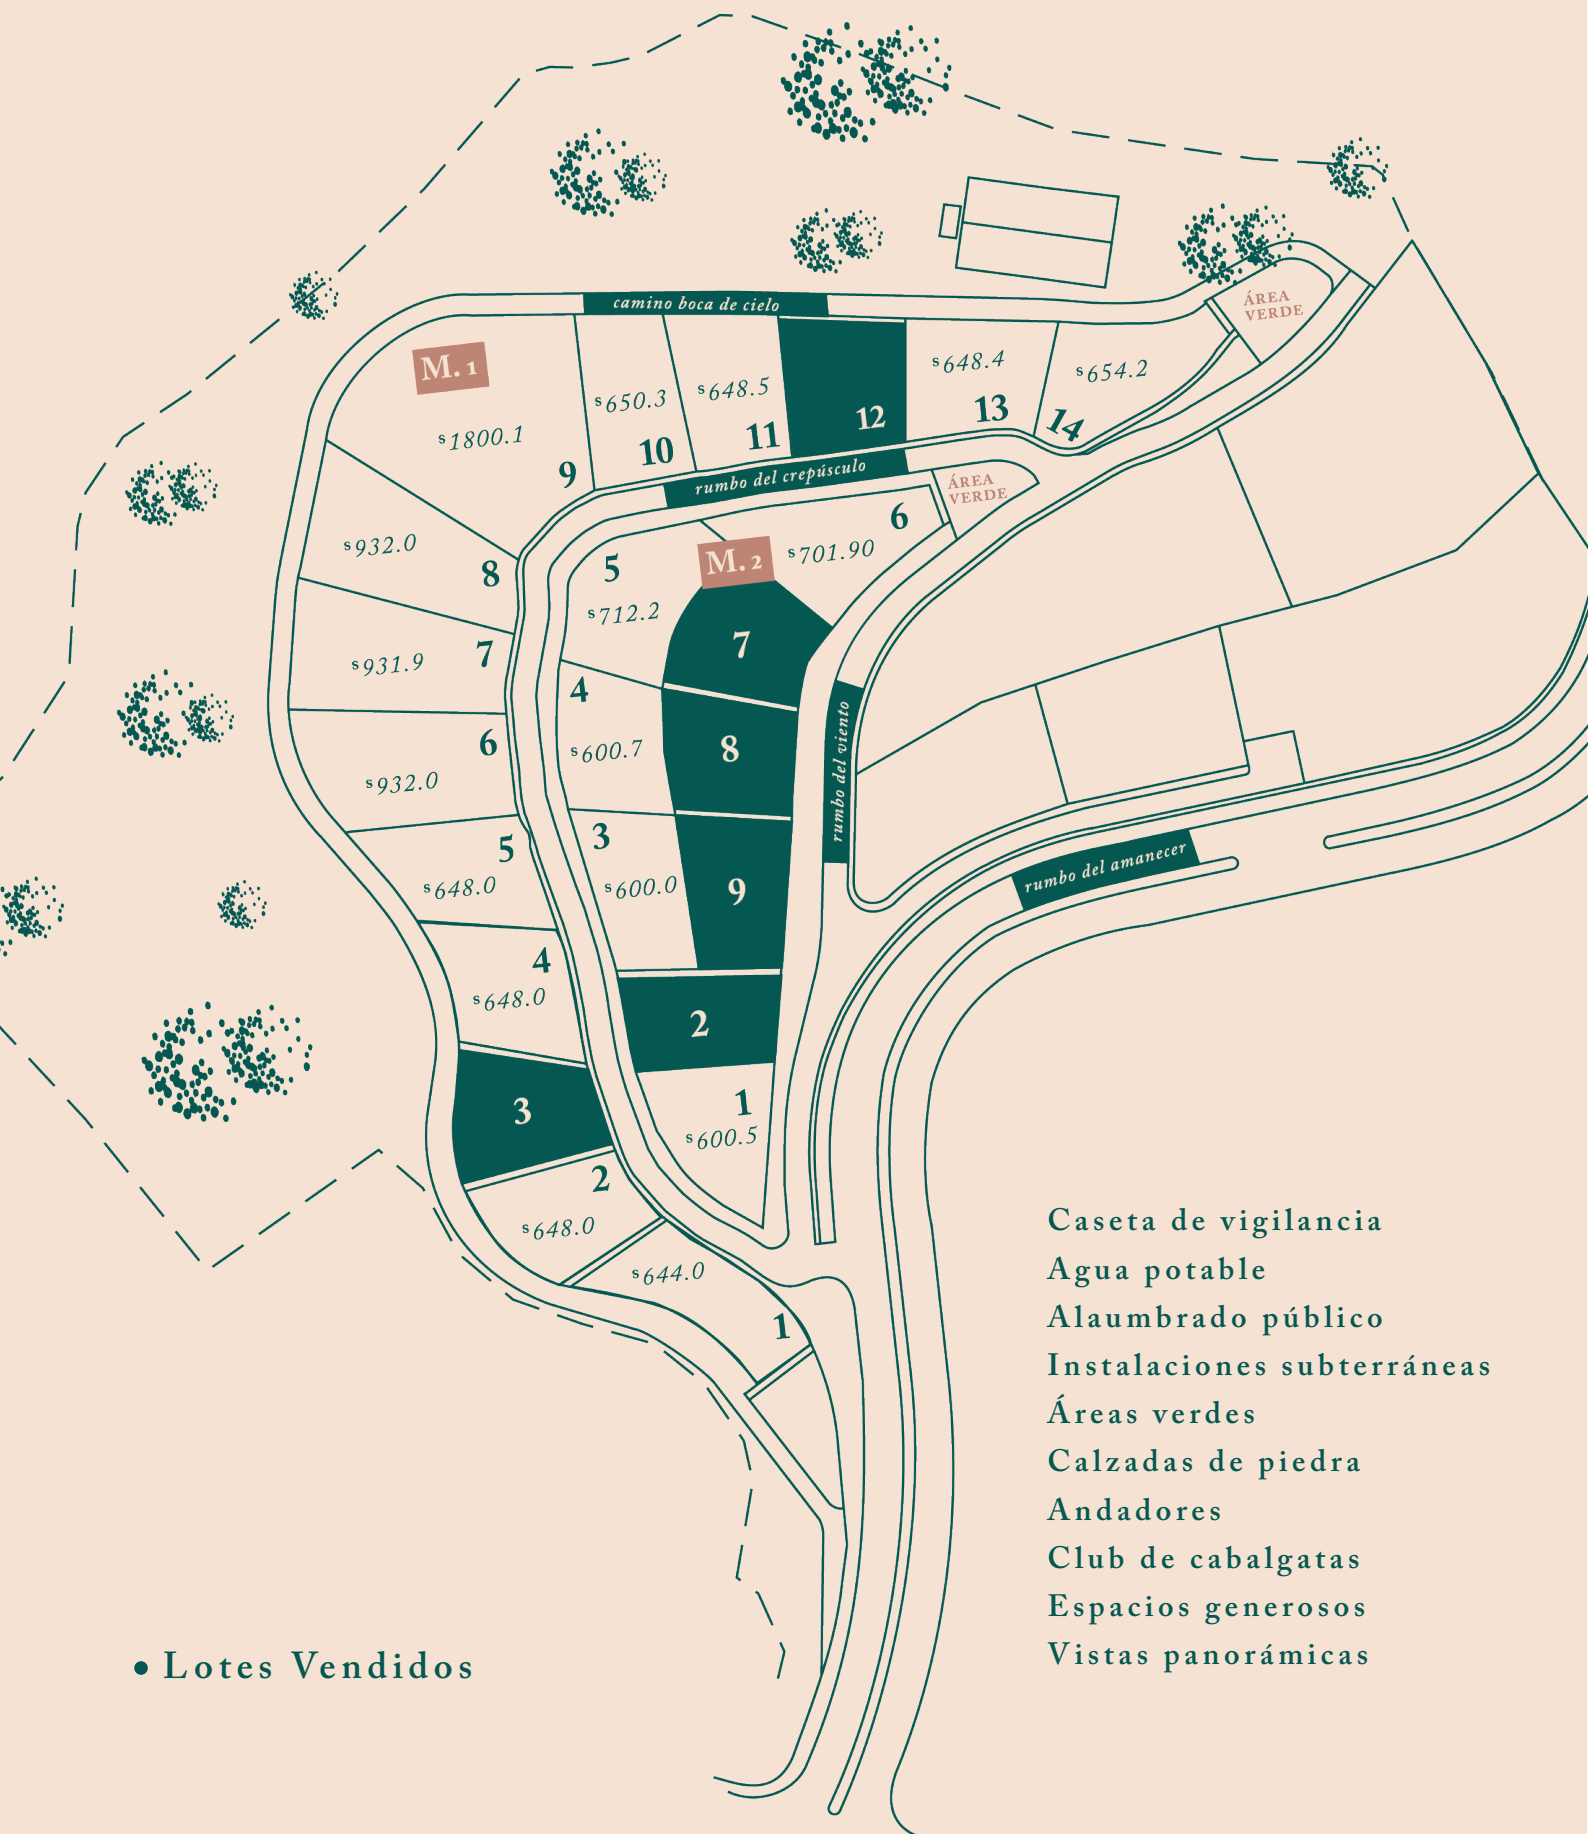 camino boca de cielo
ÁREA
VERDE
M. 1
s1800.1
9
s650.3
10
s648.5
11
12
s648.4
13
s654.2
14
rumbo del crepúsculo
ÁREA
VERDE
s932.0
8
s931.9
7
s932.0
6
5
s648.0
4
s648.0
3
2
s648.0
s644.0
1
M. 2
6
s701.90
5
s712.2
7
4
s600.7
8
3
s600.0
9
2
1
s600.5
rumbo del viento
rumbo del amanecer
Caseta de vigilancia
Agua potable
Alaumbrado público
Instalaciones subterráneas
Áreas verdes
Calzadas de piedra
Andadores
Club de cabalgatas
Espacios generosos
Vistas panorámicas
• Lotes Vendidos